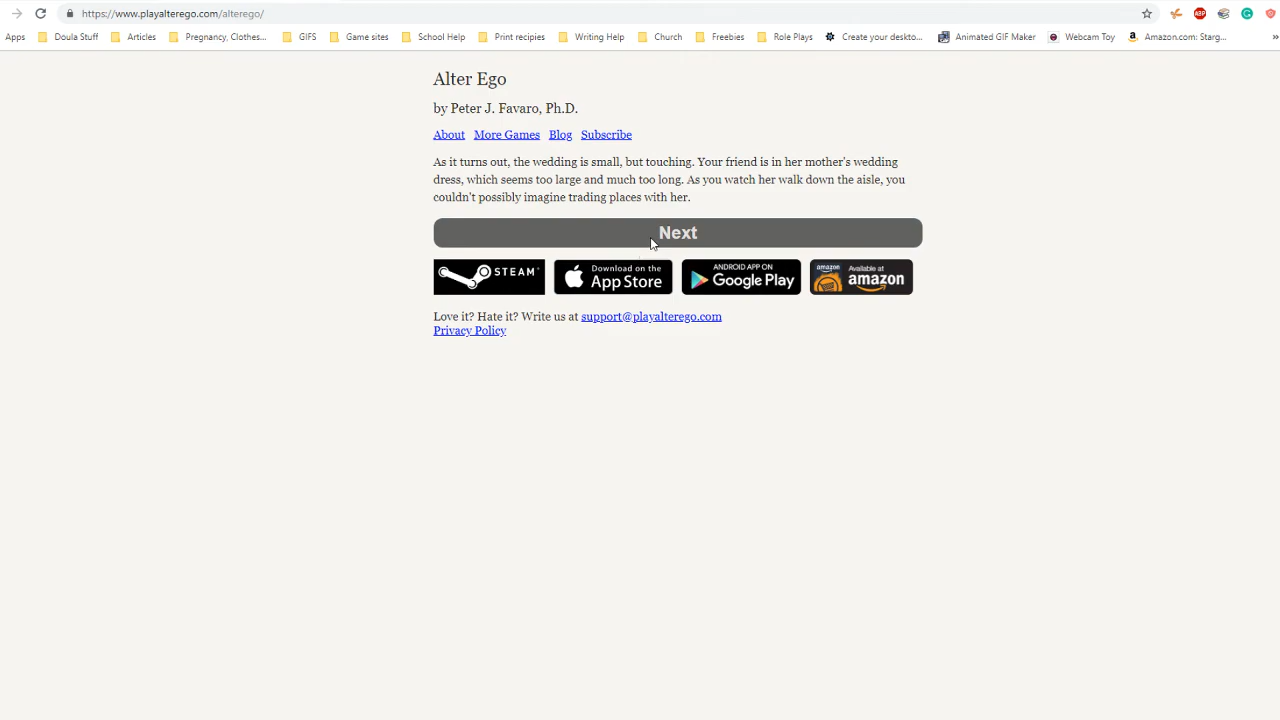 https://www.playalterego.com/alterego/
Apps Doula Stuff Articles Pregnancy, Clothes... GIFS Game sites School Help Print recipies Writing Help Church Freebies Role Plays Create your deskto... Animated GIF Maker Webcam Toy Amazon.com: Starg... »
Alter Ego
by Peter J. Favaro, Ph.D.
About More Games Blog Subscribe
As it turns out, the wedding is small, but touching. Your friend is in her mother's wedding
dress, which seems too large and much too long. As you watch her walk down the aisle, you
couldn't possibly imagine trading places with her.
Next
STEAM Download on the App Store ANDROID APP ON Google Play amazon Available at amazon
Love it? Hate it? Write us at support@playalterego.com
Privacy Policy